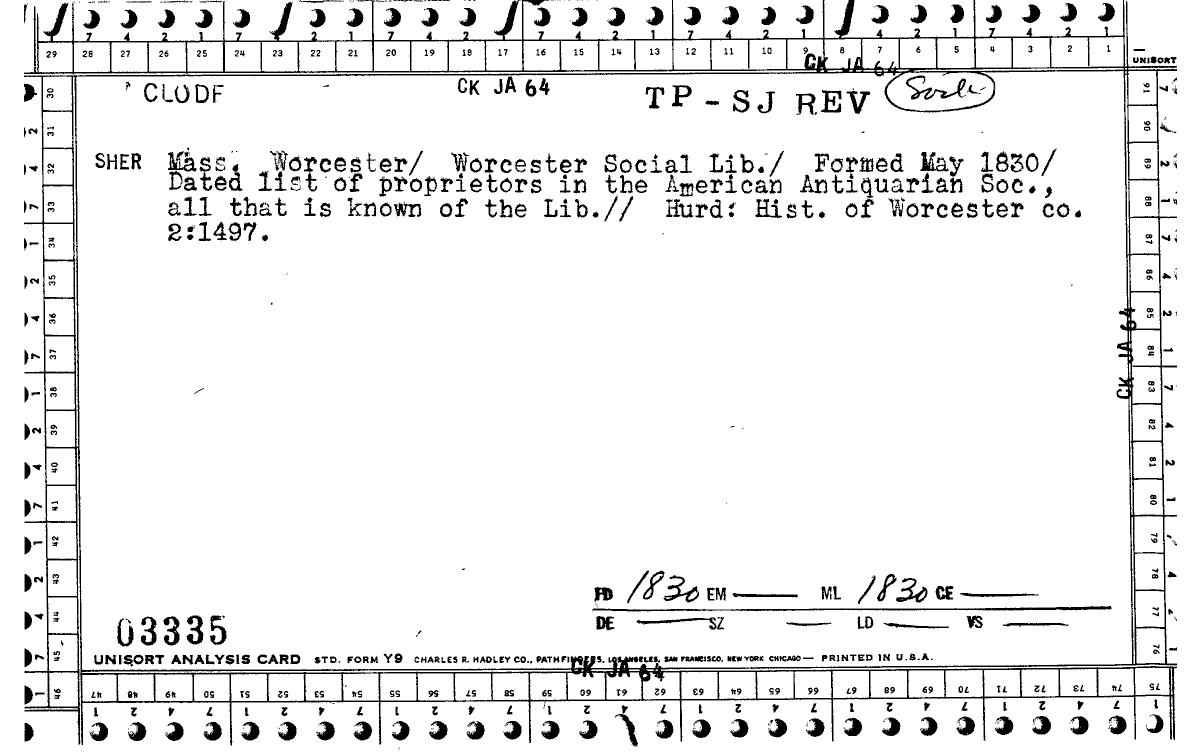 7 4 2 1 7 2 1 7 4 2 1 7 4 2 1 7 4 2 1 4 2 1 7 4 2 1
29 28 27 26 25 24 23 22 21 20 19 18 17 16 15 14 13 12 11 10 9 8 7 6 5 4 3 2 1
UNISORT
CK JA 64
CLODF CK JA 64 TP-SJ REV
SHER Mass. Worcester/ Worcester Social Lib./ Formed May 1830/
Dated list of proprietors in the American Antiquarian Soc.,
all that is known of the Lib.// Hurd: Hist. of Worcester co.
2:1497.
30 31 32 33 34 35 36 37 38 39 40 41 42 43 44 45 46
91 90 89 88 87 86 85 84 83 82 81 80 79 78 77 76 75
CK JA 64
FD 1830 EM ML 1830 CE
DE SZ LD VS
03335
UNISORT ANALYSIS CARD STD. FORM Y9 CHARLES R. HADLEY CO., PATHFINDERS, LOS ANGELES, SAN FRANCISCO, NEW YORK CHICAGO — PRINTED IN U.S.A.
CK JA 64
47 48 49 50 51 52 53 54 55 56 57 58 59 60 61 62 63 64 65 66 67 68 69 70 71 72 73 74